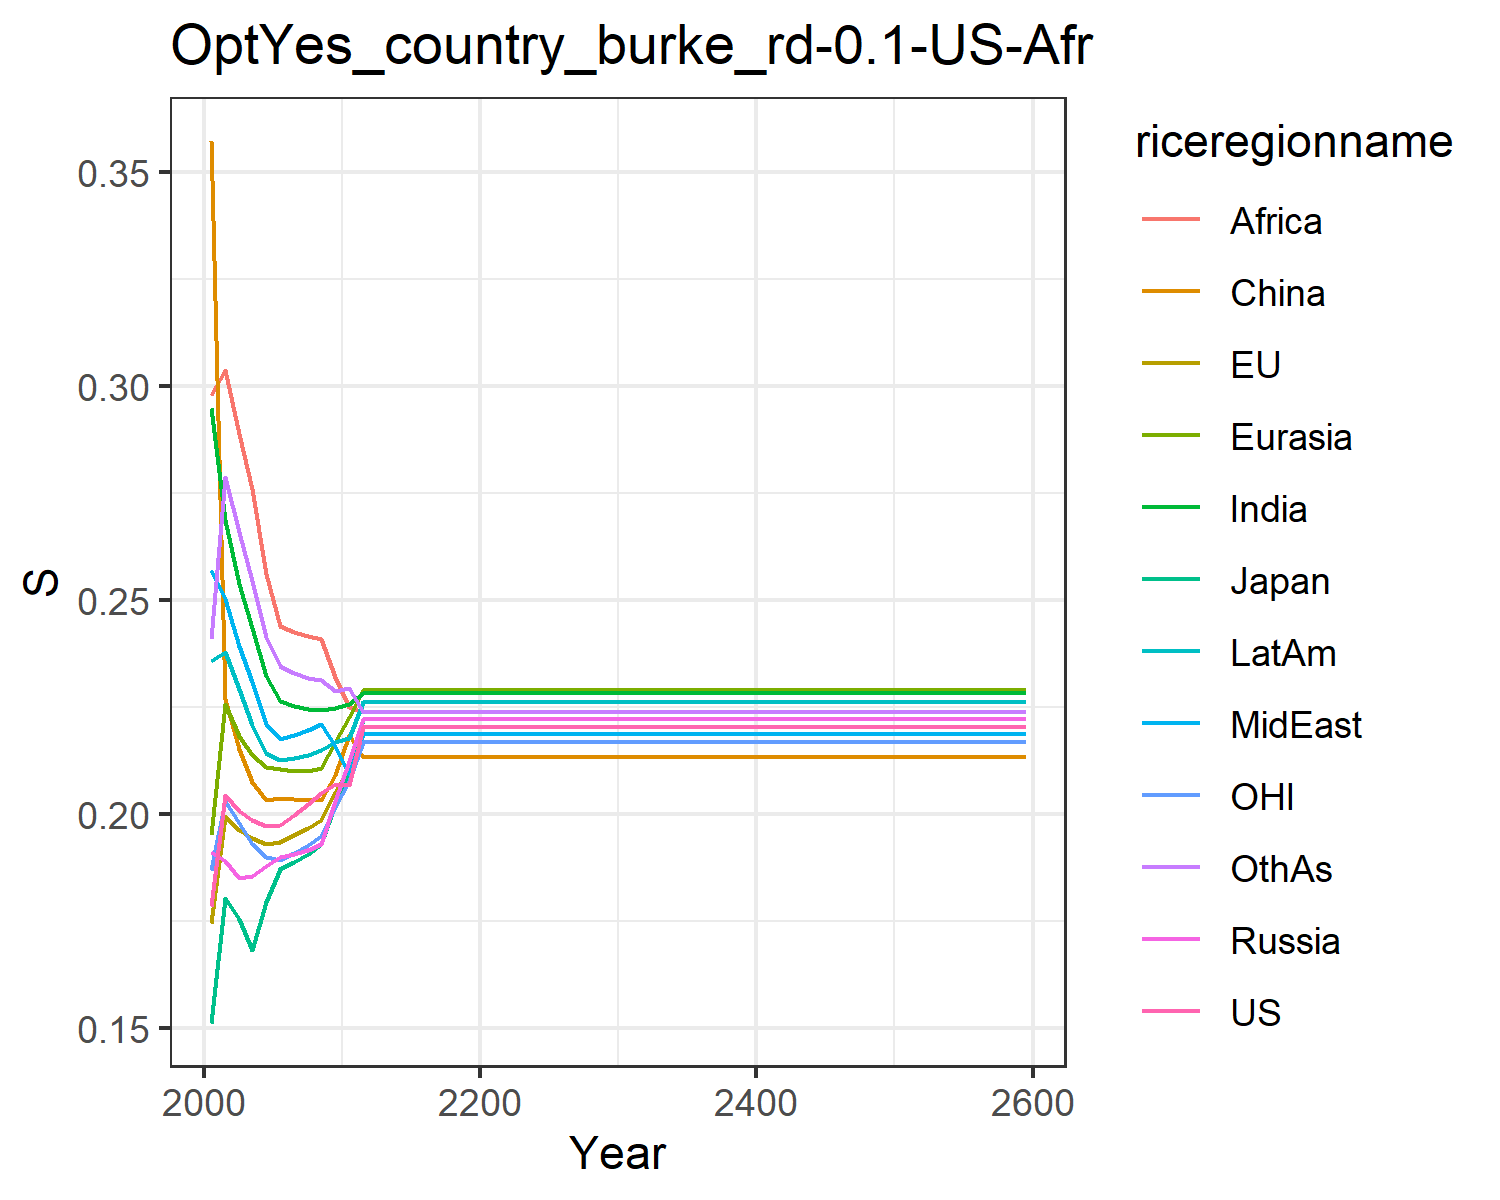 OptYes_country_burke_rd-0.1-US-Afr
S
0.35
0.30
0.25
0.20
0.15
2000 2200 2400 2600
Year
riceregionname
Africa
China
EU
Eurasia
India
Japan
LatAm
MidEast
OHI
OthAs
Russia
US